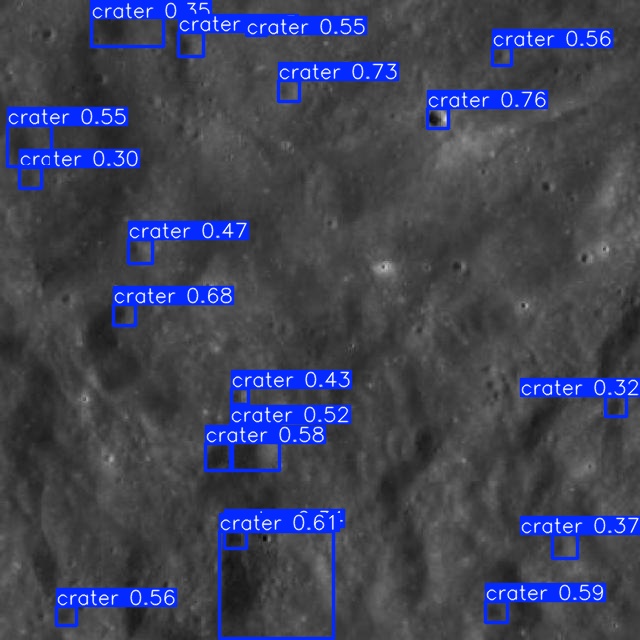 crater 0.35
crater
crater 0.55
crater 0.56
crater 0.73
crater 0.76
crater 0.55
crater 0.30
crater 0.47
crater 0.68
crater 0.43
crater 0.32
crater 0.52
crater 0.58
crater 0.61
crater 0.37
crater 0.59
crater 0.56